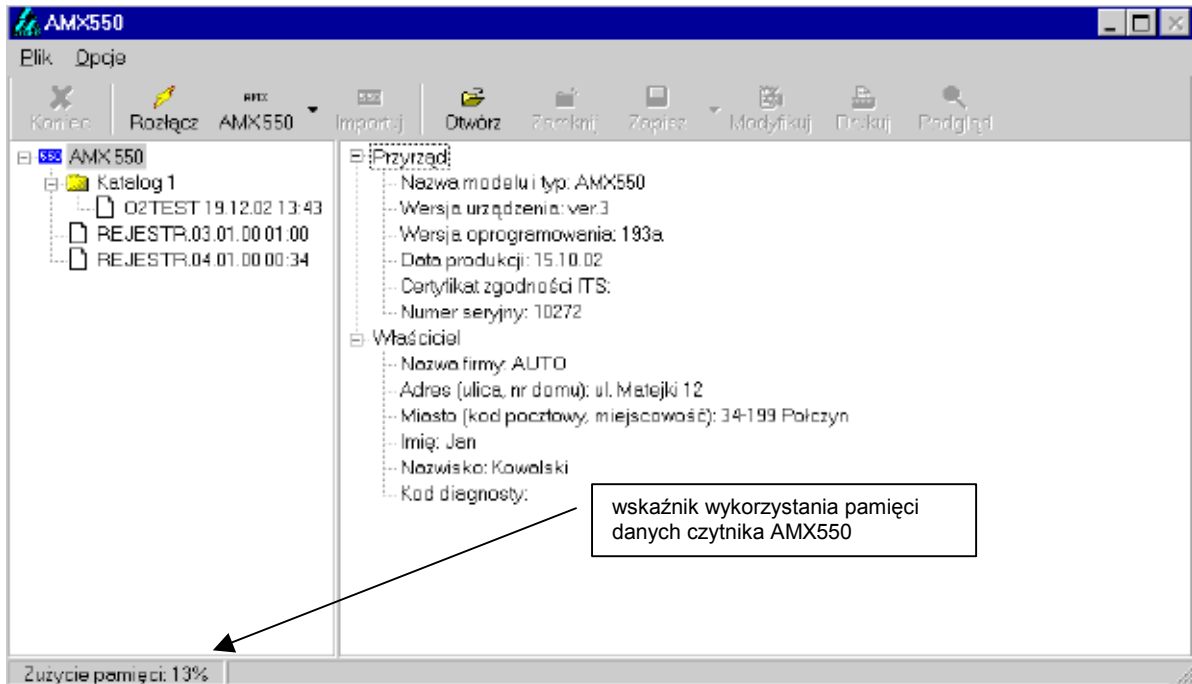 AMX550
Plik Opcje
AMX
Koniec Rozłącz AMX550 Importuj Otwórz Zamknij Zapisz Modyfikuj Drukuj Podgląd
550 AMX 550
Katalog 1
O2TEST 19.12.02 13:43
REJESTR.03.01.00 01:00
REJESTR.04.01.00 00:34
Przyrząd
Nazwa modelu i typ: AMX550
Wersja urządzenia: ver.3
Wersja oprogramowania: 193a
Data produkcji: 15.10.02
Certyfikat zgodności ITS:
Numer seryjny: 10272
Właściciel
Nazwa firmy: AUTO
Adres (ulica, nr domu): ul. Matejki 12
Miasto (kod pocztowy, miejscowość): 34-199 Połczyn
Imię: Jan
Nazwisko: Kowalski
Kod diagnosty:
wskaźnik wykorzystania pamięci
danych czytnika AMX550
Zużycie pamięci: 13%